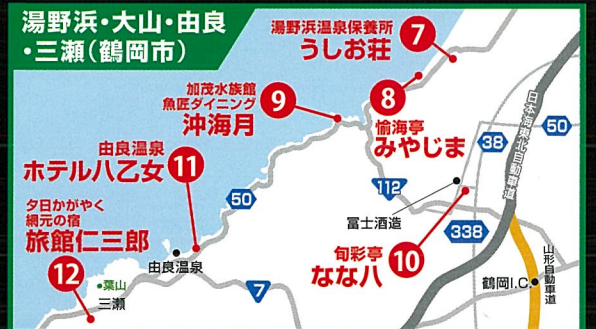 湯野浜・大山・由良
・三瀬(鶴岡市)
湯野浜温泉保養所
うしお荘
7
8
愉海亭
みやじま
加茂水族館
魚匠ダイニング
沖海月
9
由良温泉
ホテル八乙女
11
夕日かがやく
網元の宿
旅館仁三郎
12
葉山
三瀬
由良温泉
50
7
112
冨士酒造
旬彩亭
なな八
10
338
38
50
日本海東北自動車道
山形自動車道
鶴岡I.C.